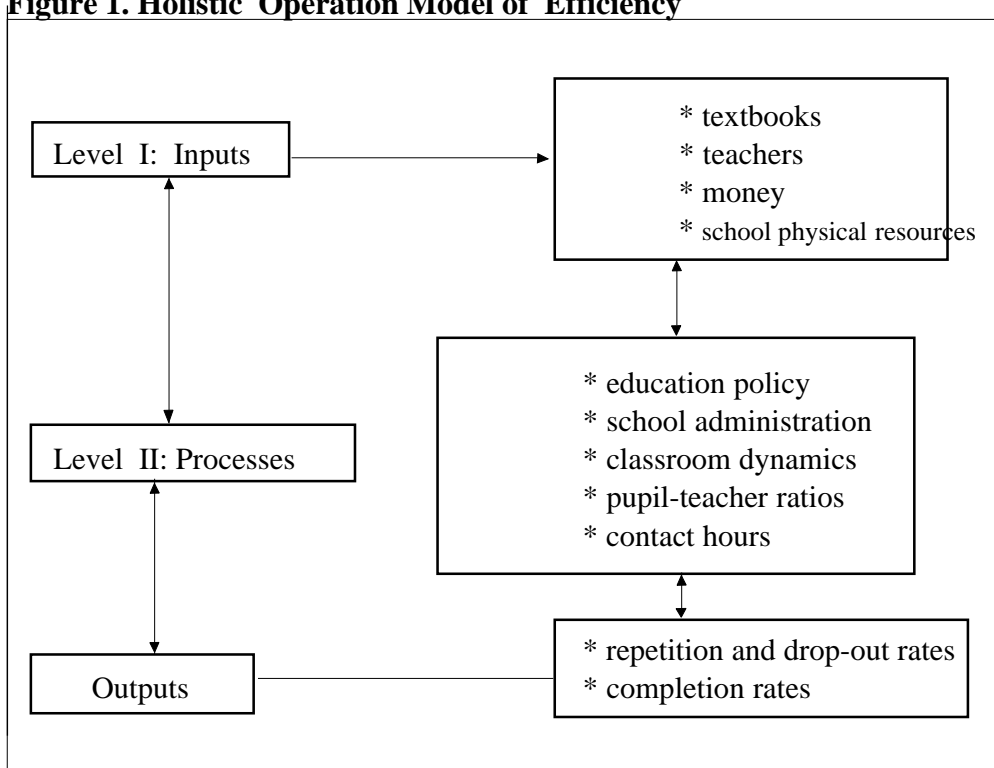 Figure 1. Holistic Operation Model of Efficiency
Level I: Inputs
* textbooks
* teachers
* money
* school physical resources
Level II: Processes
* education policy
* school administration
* classroom dynamics
* pupil-teacher ratios
* contact hours
Outputs
* repetition and drop-out rates
* completion rates